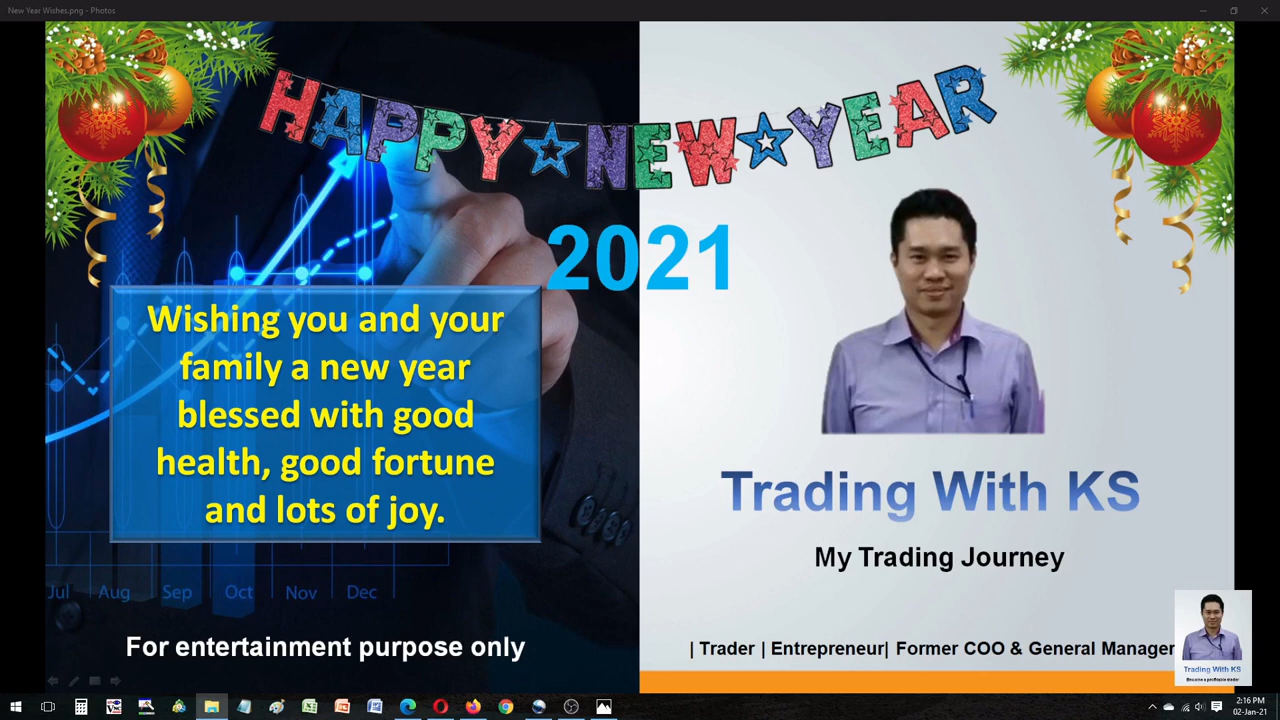 New Year Wishes.png - Photos
HAPPY NEW YEAR
2021
Wishing you and your
family a new year
blessed with good
health, good fortune
and lots of joy.
Jul Aug Sep Oct Nov Dec
For entertainment purpose only
Trading With KS
My Trading Journey
| Trader | Entrepreneur| Former COO & General Manager
Trading With KS
Become a profitable trader
2:16 PM
02-Jan-21